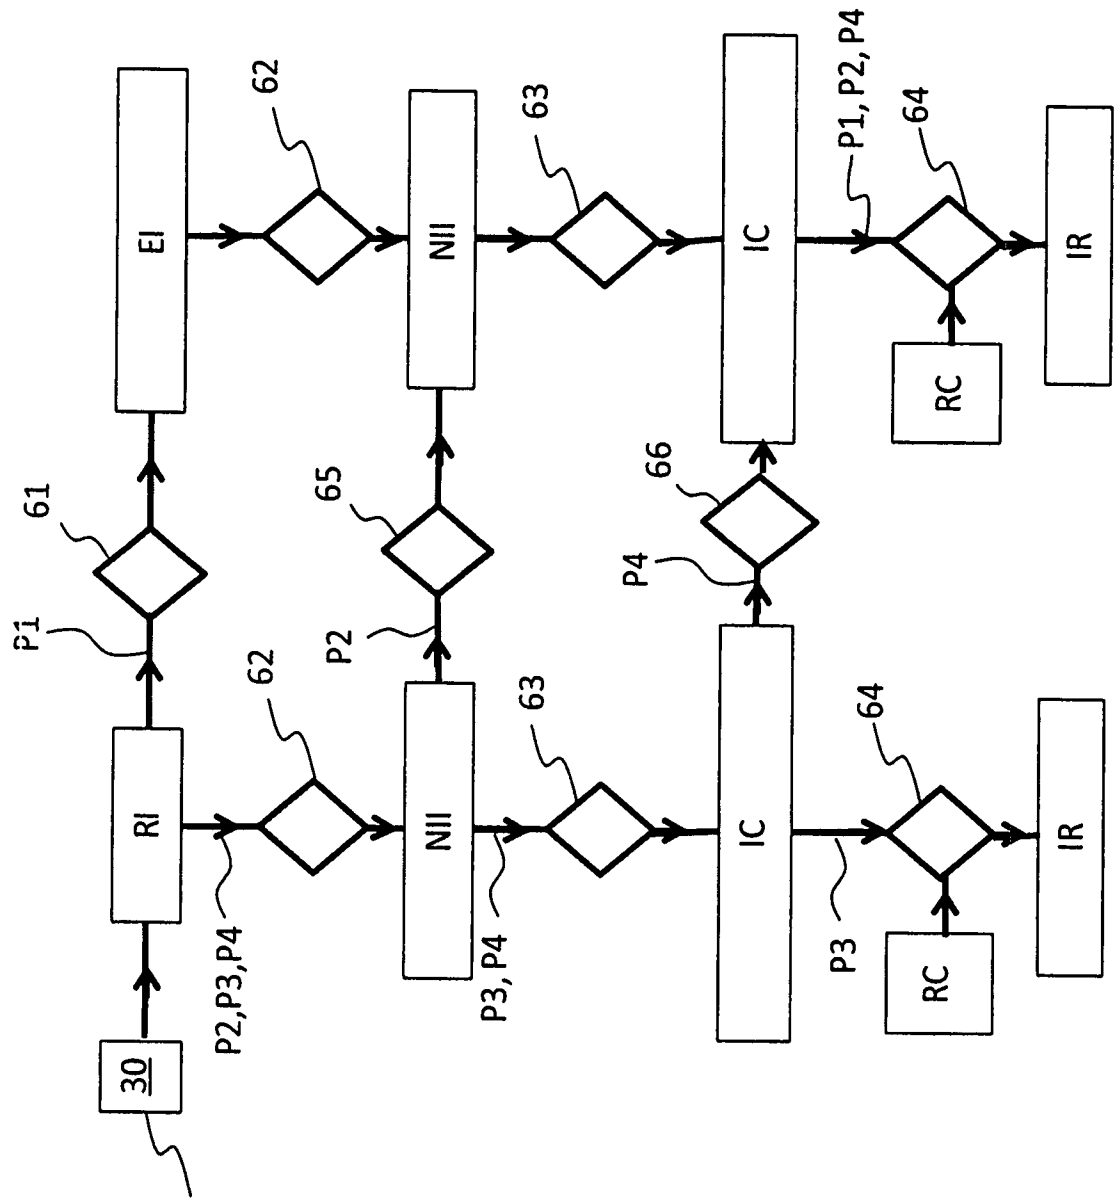 30
RI
P1
61
EI
P2,P3,P4
62
62
NII
P2
65
NII
P3, P4
63
63
IC
P4
66
IC
P3
P1, P2, P4
RC
64
RC
64
IR
IR